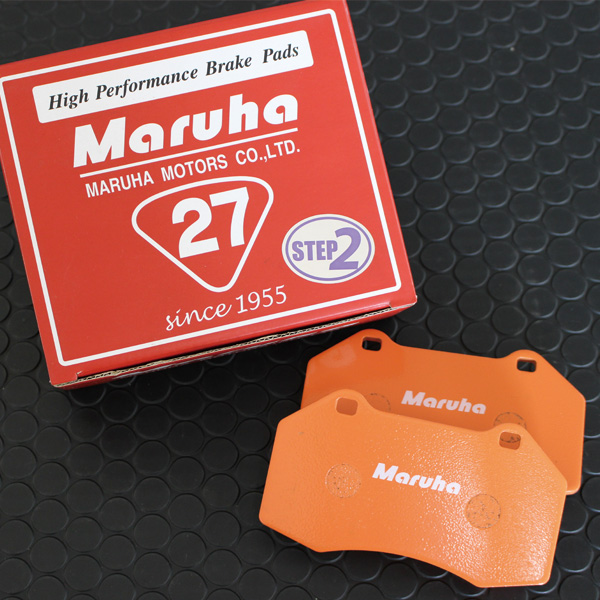 High Performance Brake Pads
Maruha
MARUHA MOTORS CO.,LTD.
27
STEP2
since 1955
Maruha
Maruha